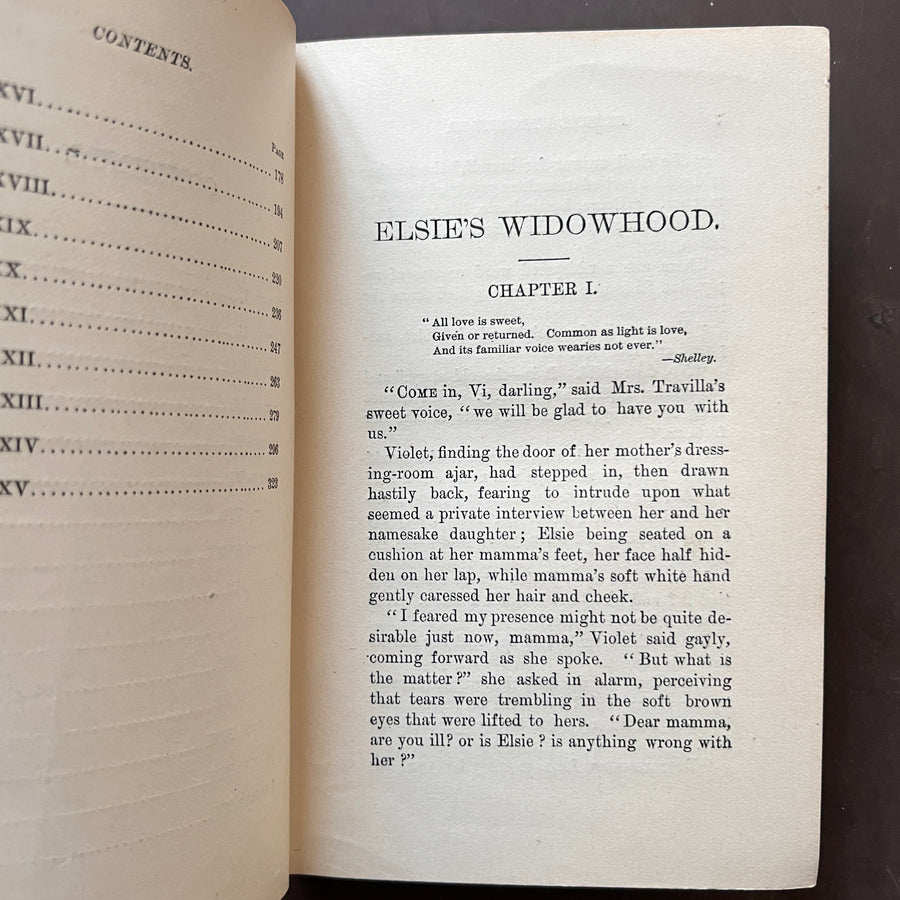 CONTENTS.
Page
XVI. 178
XVII. 194
XVIII. 207
XIX. 220
XX. 236
XXI. 247
XXII. 263
XXIII. 279
XXIV. 296
XXV. 323
ELSIE'S WIDOWHOOD.
CHAPTER I.
"All love is sweet,
Given or returned. Common as light is love,
And its familiar voice wearies not ever."
—Shelley.
"COME in, Vi, darling," said Mrs. Travilla's
sweet voice, "we will be glad to have you with
us."
Violet, finding the door of her mother's dress-
ing-room ajar, had stepped in, then drawn
hastily back, fearing to intrude upon what
seemed a private interview between her and her
namesake daughter; Elsie being seated on a
cushion at her mamma's feet, her face half hid-
den on her lap, while mamma's soft white hand
gently caressed her hair and cheek.
"I feared my presence might not be quite de-
sirable just now, mamma," Violet said gayly,
coming forward as she spoke. "But what is
the matter?" she asked in alarm, perceiving
that tears were trembling in the soft brown
eyes that were lifted to hers. "Dear mamma,
are you ill? or is Elsie? is anything wrong with
her?"